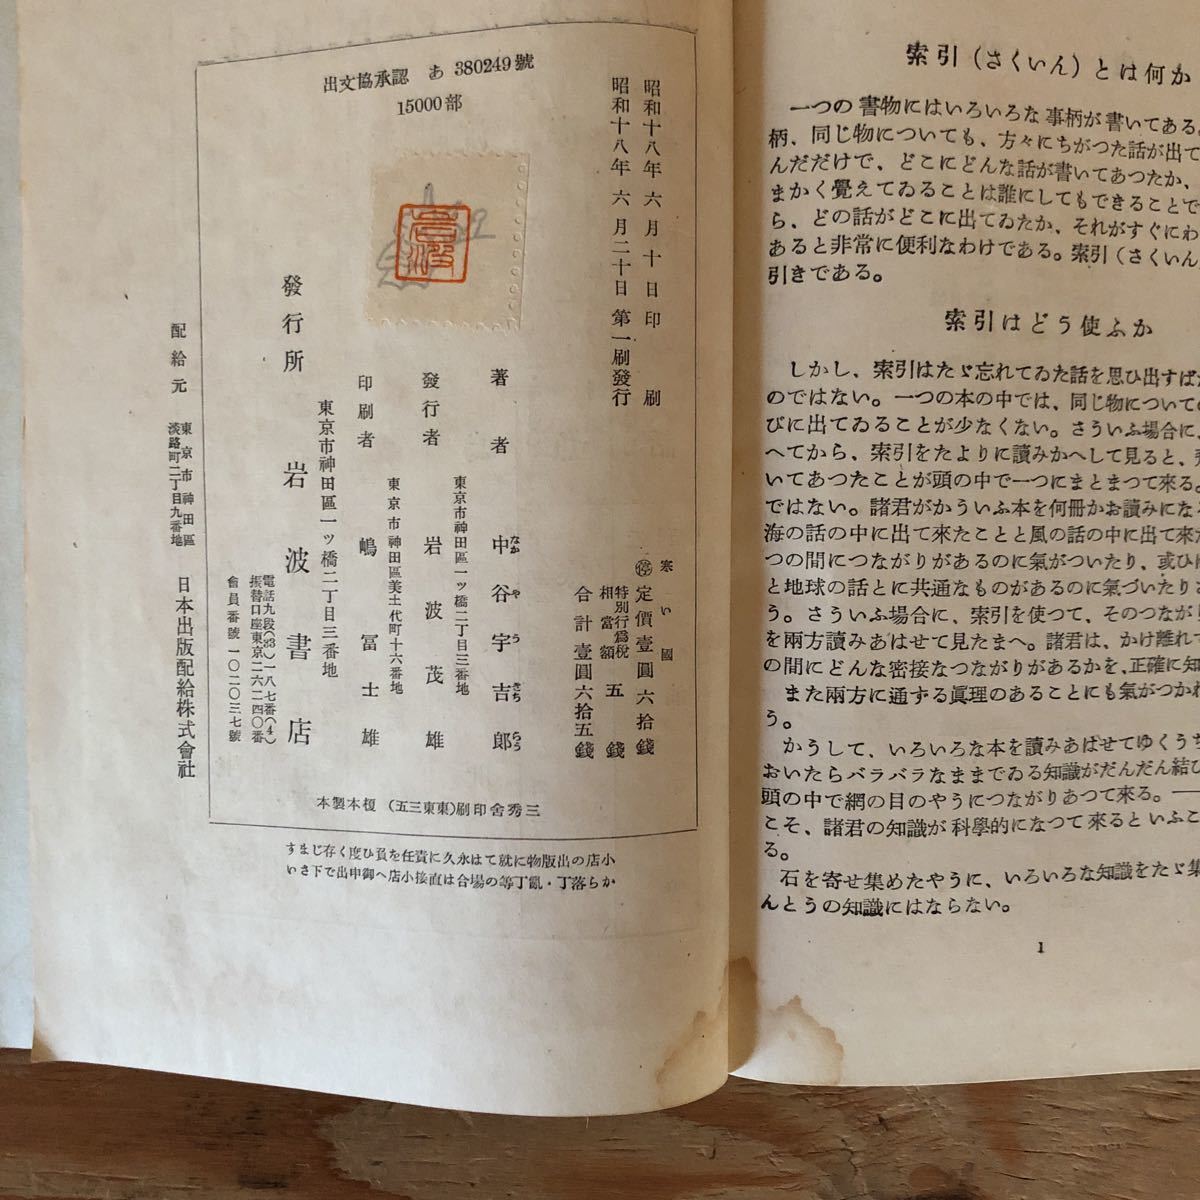 出文協承認 あ 380249號
15000部
昭和十八年六月十日印刷
昭和十八年六月二十日第一刷發行
寒い國
停 定價壹圓六拾錢
特別行爲稅
相當額 五錢
合計壹圓六拾五錢
著者 中谷宇吉郎
なか や う きち らう
東京市神田區一ッ橋二丁目三番地
發行者 岩波茂雄
東京市神田區美土代町十六番地
印刷者 嶋冨士雄
東京市神田區一ッ橋二丁目三番地
發行所 岩波書店
電話九段(33)一八七番(4)
振替口座東京二六二四〇番
會員番號一〇二〇三七號
配給元 東京市神田區
淡路町二丁目九番地 日本出版配給株式會社
本製本榎 (五三東東)刷印舍秀三
すまじ存く度ひ負を任責に久永はて就に物版出の店小
いさ下で出申御へ店小接直は合場の等丁亂・丁落らか
岩波
索引(さくいん)とは何か
一つの書物にはいろいろな事柄が書いてある。
柄、同じ物についても、方々にちがつた話が出て
んだだけで、どこにどんな話が書いてあつたか、
まかく覺えてゐることは誰にしてもできることで
ら、どの話がどこに出てゐたか、それがすぐにわ
あると非常に便利なわけである。索引(さくいん
引きである。
索引はどう使ふか
しかし、索引はたゞ忘れてゐた話を思ひ出すばか
のではない。一つの本の中では、同じ物についての
びに出てゐることが少なくない。さういふ場合に、
へてから、索引をたよりに讀みかへして見ると、
いてあつたことが頭の中で一つにまとまつて來る。
ではない。諸君がかういふ本を何冊かお讀みになる
海の話の中に出て來たことと風の話の中に出て來た
つの間につながりがあるのに氣がついたり、或ひは
と地球の話とに共通なものがあるのに氣づいたり
う。さういふ場合に、索引を使つて、そのつなが
を兩方讀みあはせて見たまへ。諸君は、かけ離れて
の間にどんな密接なつながりがあるかを、正確に知
また兩方に通ずる眞理のあることにも氣がつかれ
う。
かうして、いろいろな本を讀みあはせてゆくうち
おいたらバラバラなままでゐる知識がだんだん結び
頭の中で網の目のやうにつながりあつて來る。—
こそ、諸君の知識が科學的になつて來るといふこ
る。
石を寄せ集めたやうに、いろいろな知識をたゞ集
んとうの知識にはならない。
1